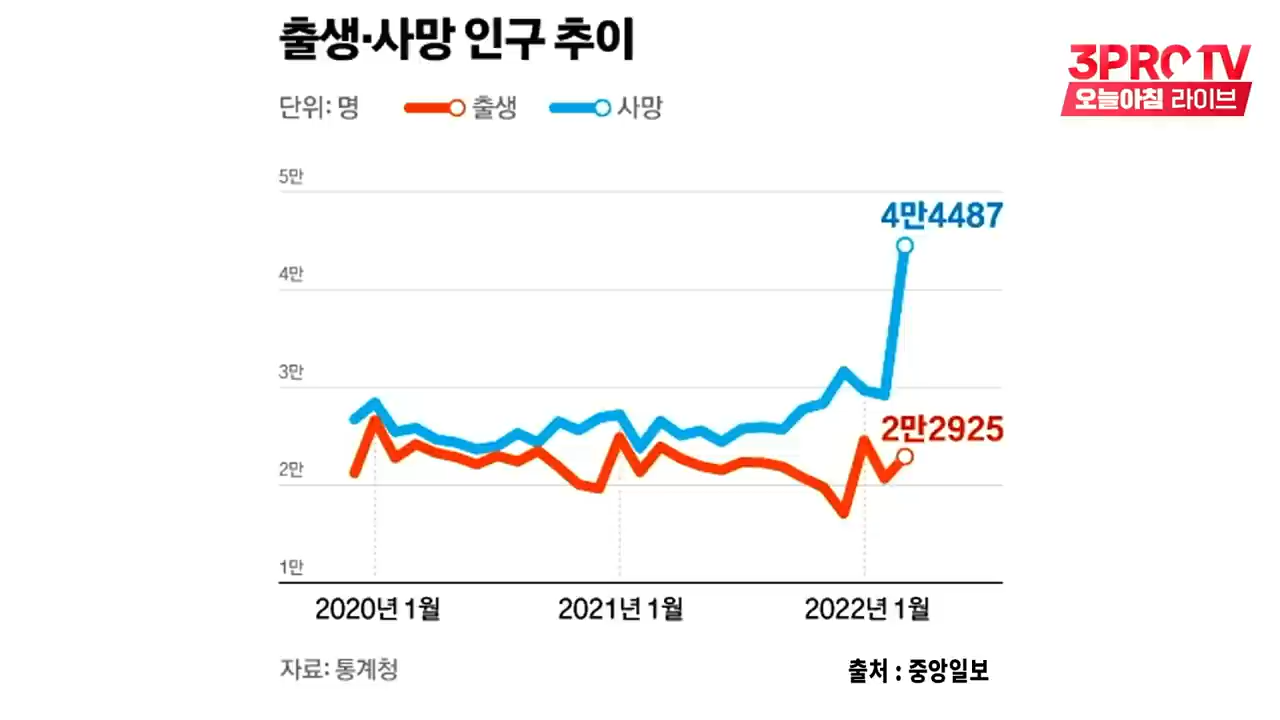 출생·사망 인구 추이
3PRO TV
오늘아침 라이브
단위: 명 출생 사망
5만
4만4487
4만
3만
2만2925
2만
1만
2020년 1월 2021년 1월 2022년 1월
자료: 통계청
출처 : 중앙일보